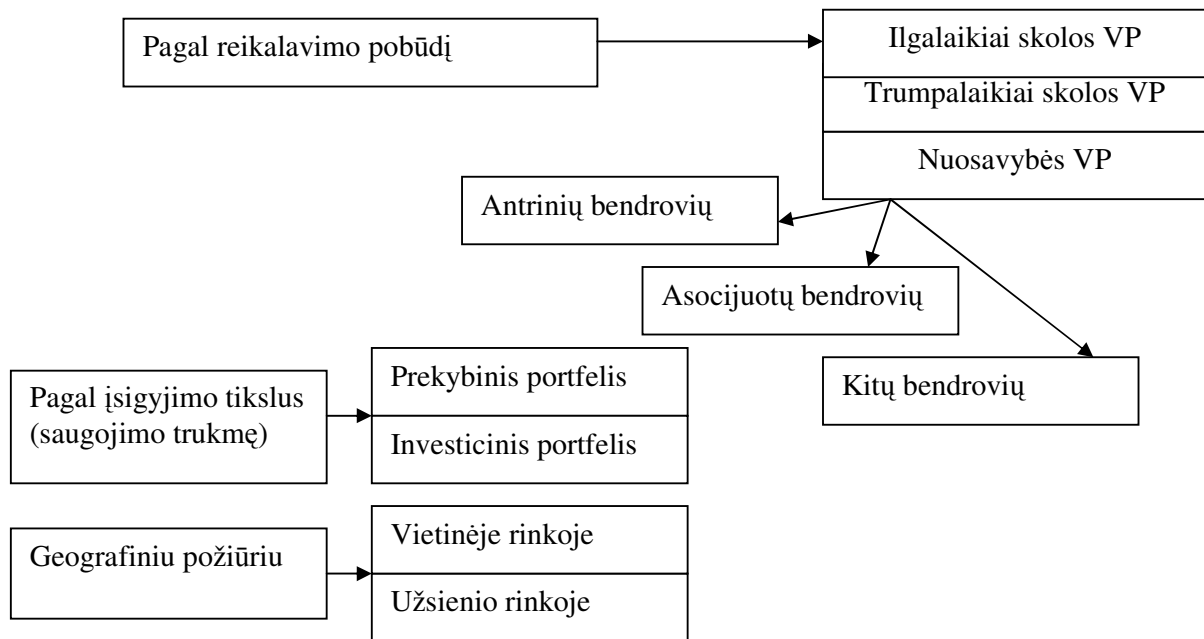 Pagal reikalavimo pobūdį
Ilgalaikiai skolos VP
Trumpalaikiai skolos VP
Nuosavybės VP
Antrinių bendrovių
Asocijuotų bendrovių
Kitų bendrovių
Pagal įsigyjimo tikslus
(saugojimo trukmę)
Prekybinis portfelis
Investicinis portfelis
Geografiniu požiūriu
Vietinėje rinkoje
Užsienio rinkoje